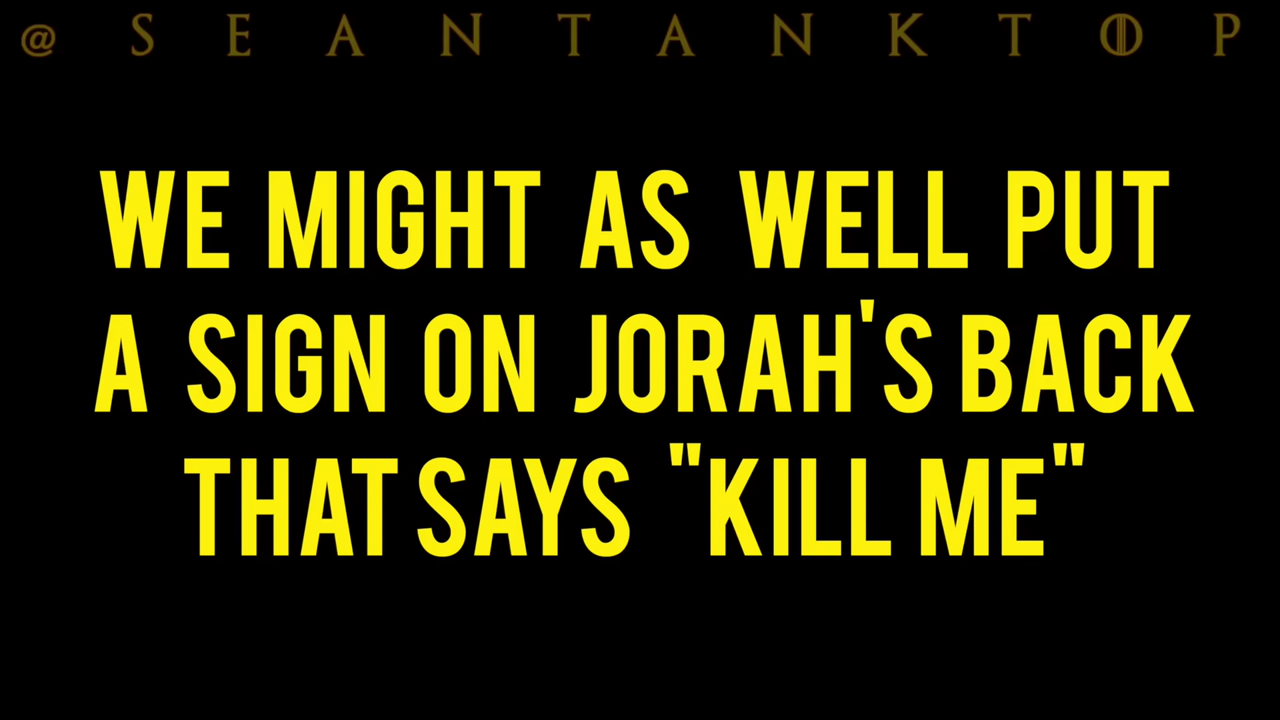 @SEANTANKTOP
WE MIGHT AS WELL PUT
A SIGN ON JORAH'S BACK
THAT SAYS "KILL ME"